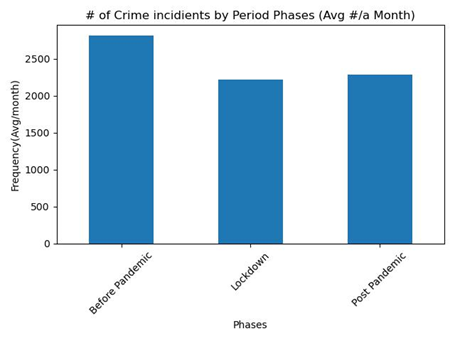 # of Crime incidients by Period Phases (Avg #/a Month)
Frequency(Avg/month)
2500
2000
1500
1000
500
0
Before Pandemic
Lockdown
Post Pandemic
Phases